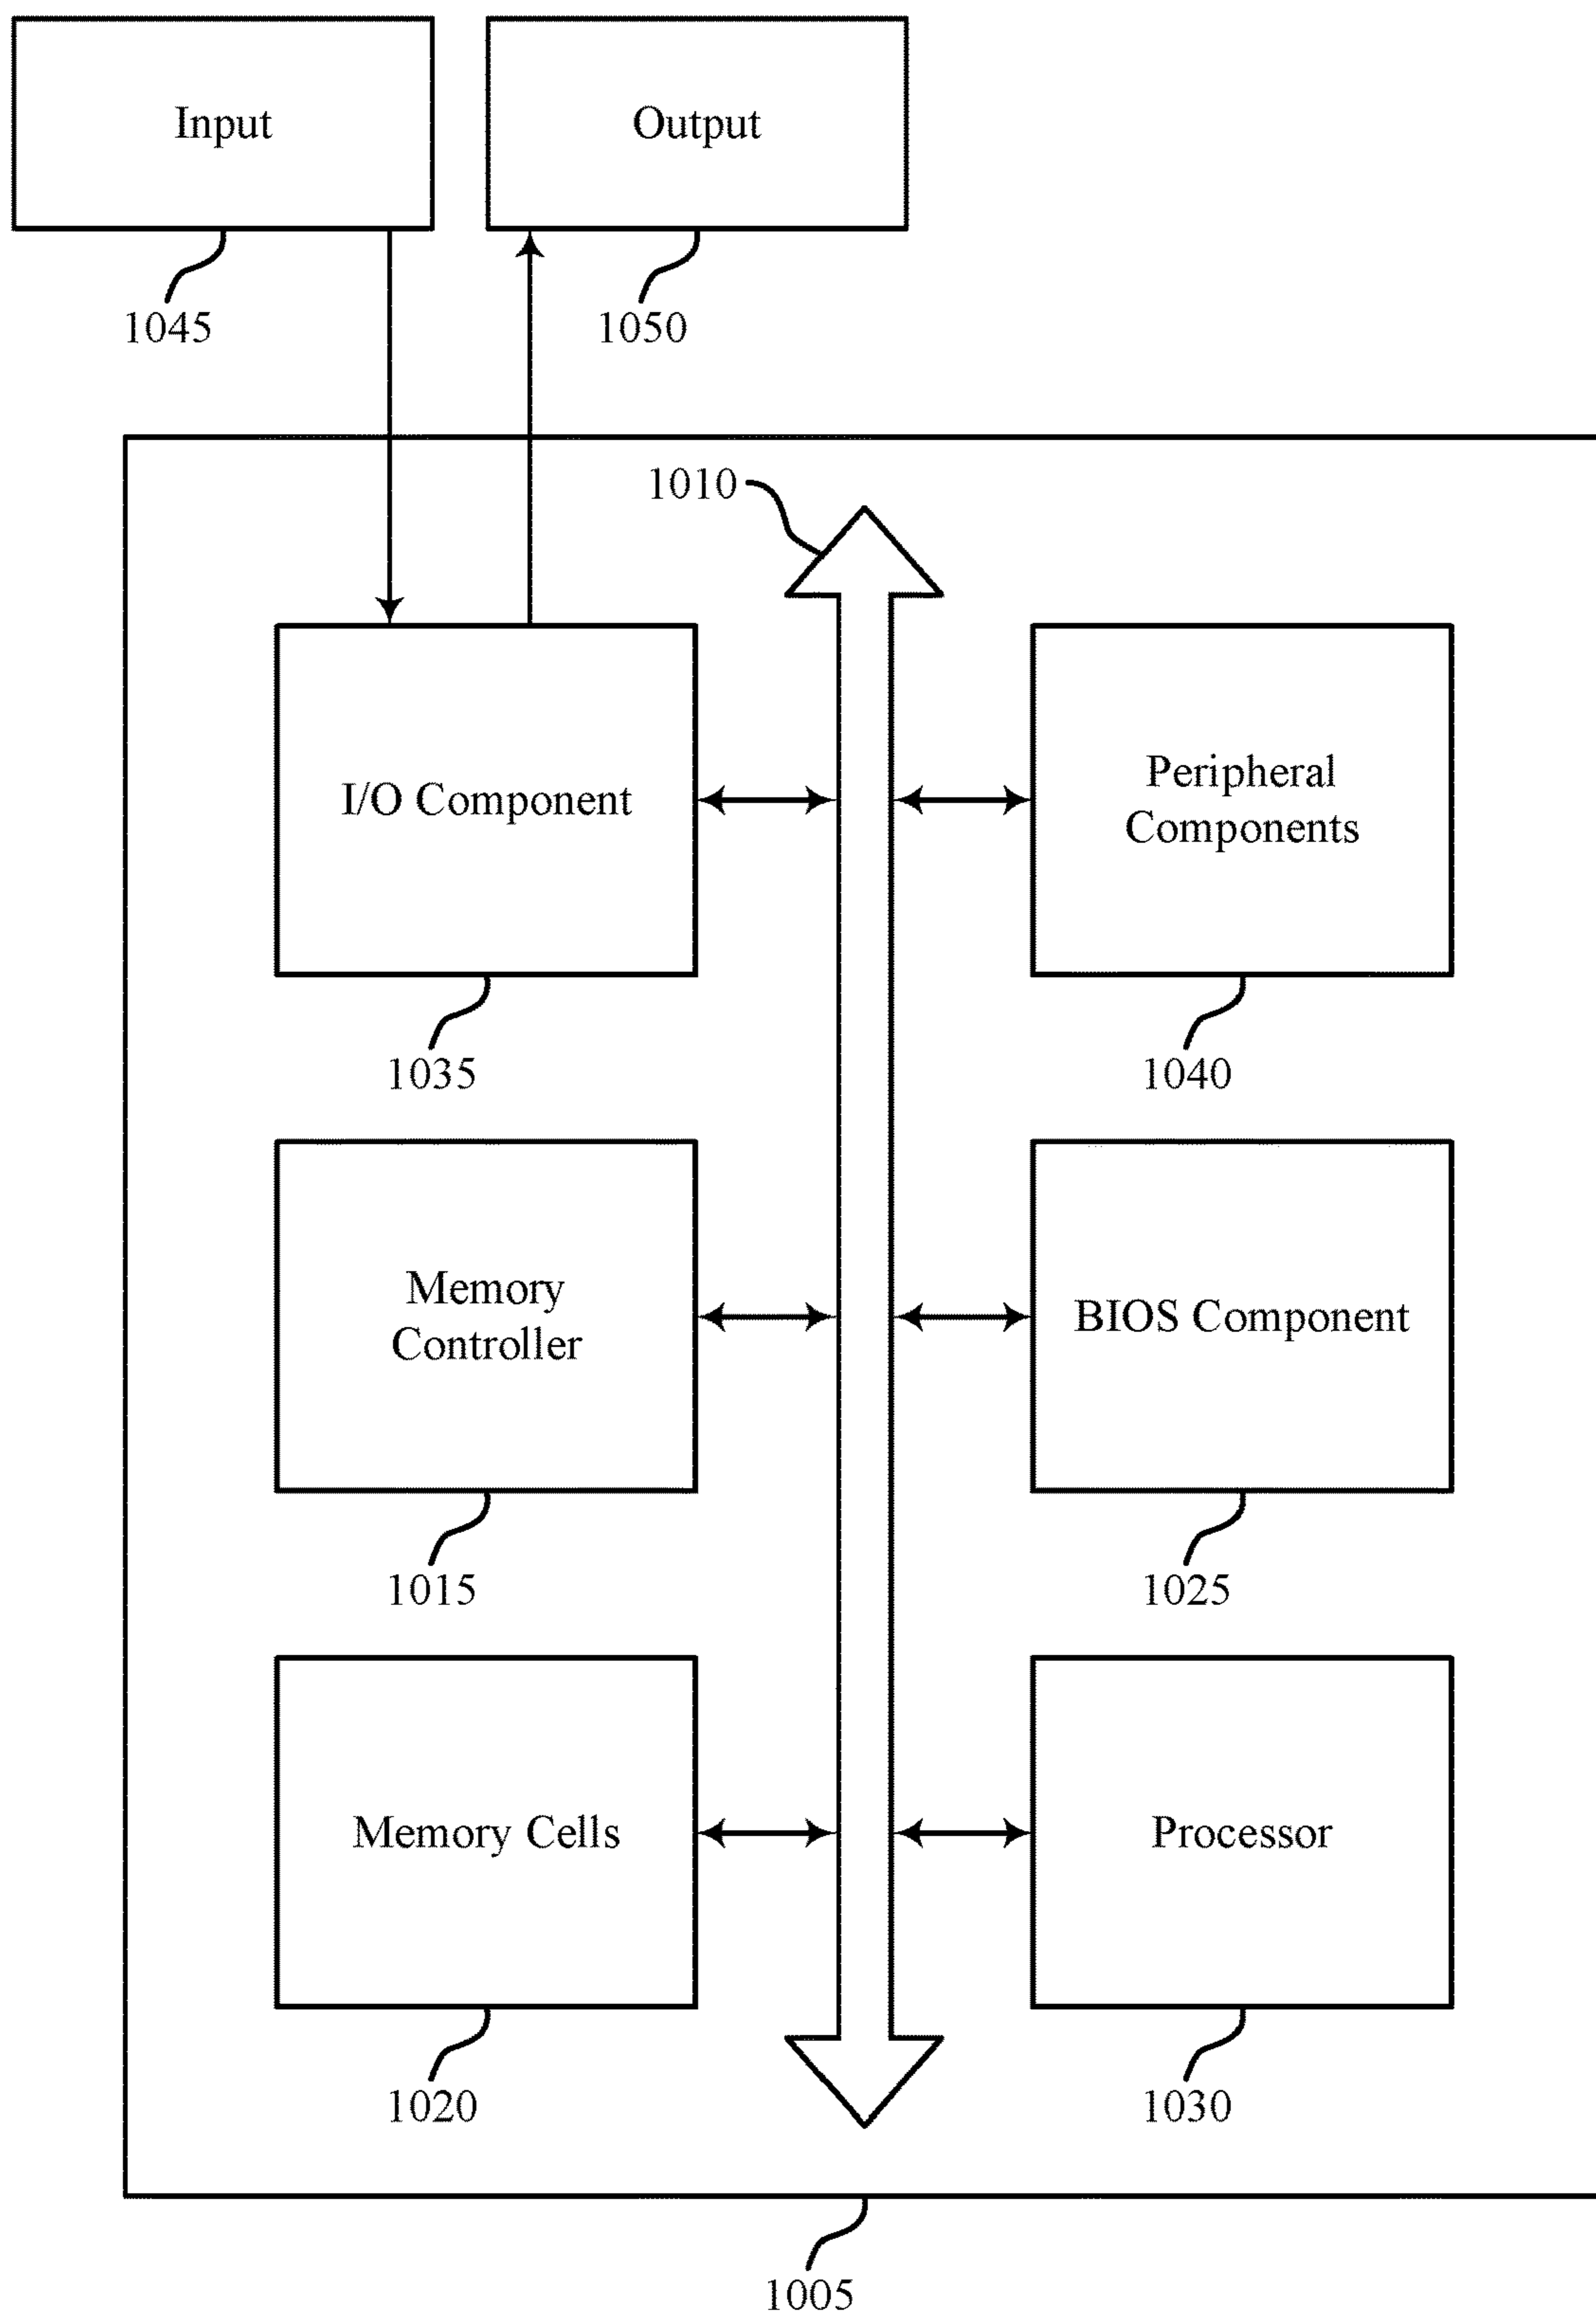 Input
Output
1045
1050
1010
I/O Component
Peripheral
Components
1035
1040
Memory
Controller
BIOS Component
1015
1025
Memory Cells
Processor
1020
1030
1005